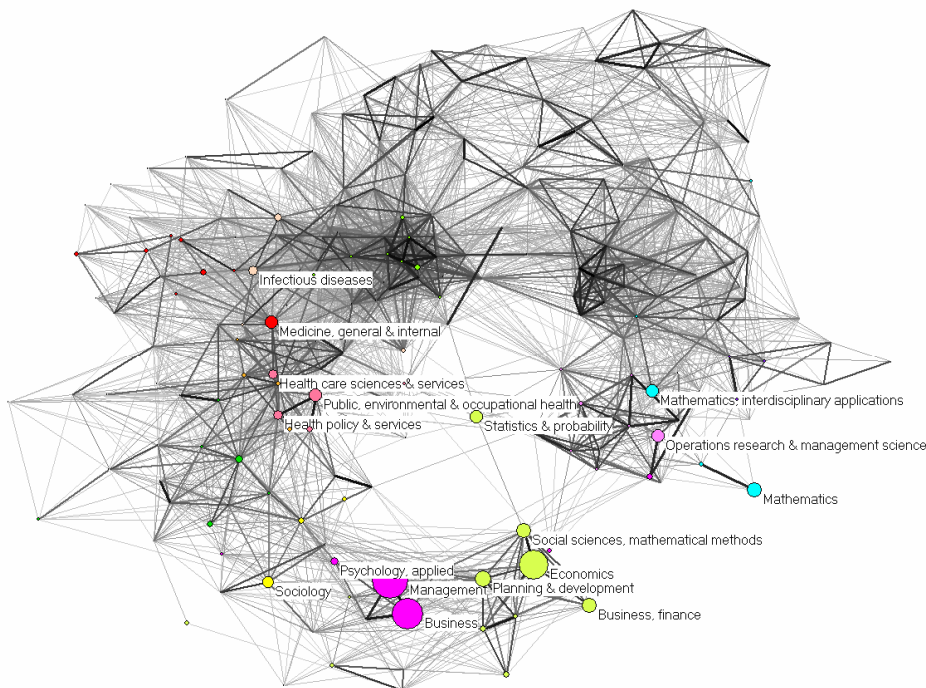 Infectious diseases
Medicine, general & internal
Health care sciences & services
Public, environmental & occupational health
Mathematics, interdisciplinary applications
Health policy & services
Statistics & probability
Operations research & management science
Mathematics
Social sciences, mathematical methods
Psychology, applied
Economics
Sociology
Management
Planning & development
Business
Business, finance